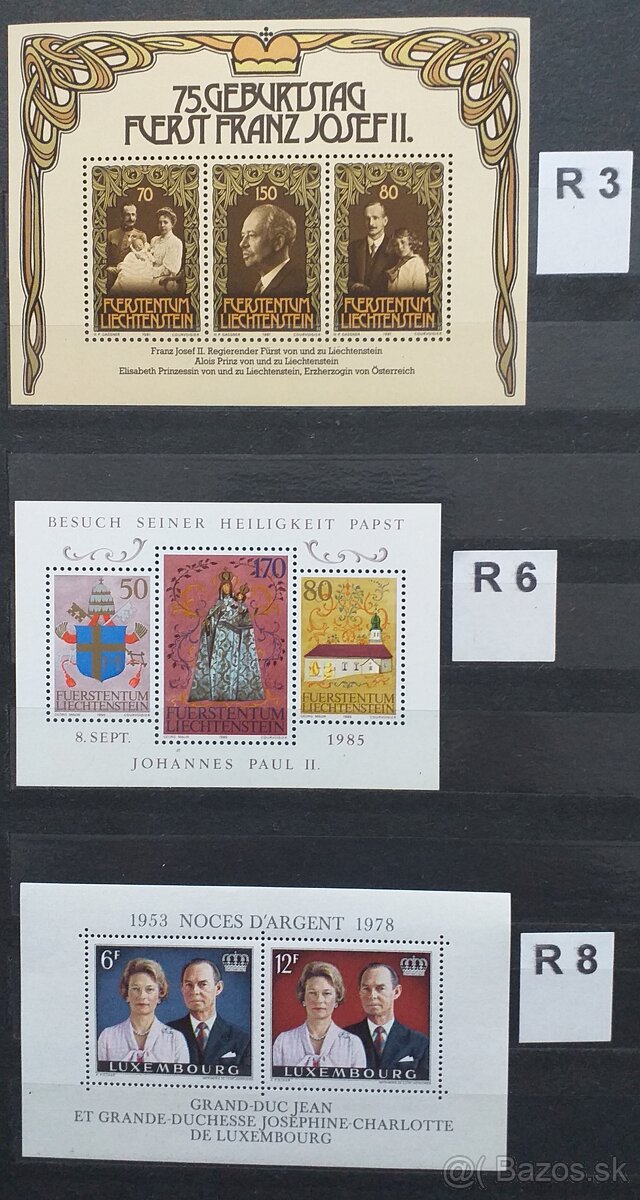 75. GEBURTSTAG
FUERST FRANZ JOSEF II.
R 3
70
150
80
FUERSTENTUM
LIECHTENSTEIN
FUERSTENTUM
LIECHTENSTEIN
FUERSTENTUM
LIECHTENSTEIN
Franz Josef II. Regierender Fürst von und zu Liechtenstein
Alois Prinz von und zu Liechtenstein
Elisabeth Prinzessin von und zu Liechtenstein, Erzherzogin von Österreich
BESUCH SEINER HEILIGKEIT PAPST
R 6
50
170
80
FUERSTENTUM
LIECHTENSTEIN
FUERSTENTUM
LIECHTENSTEIN
FUERSTENTUM
LIECHTENSTEIN
8. SEPT.
1985
JOHANNES PAUL II.
1953 NOCES D'ARGENT 1978
R 8
6F
12F
LUXEMBOURG
LUXEMBOURG
GRAND-DUC JEAN
ET GRANDE-DUCHESSE JOSÉPHINE-CHARLOTTE
DE LUXEMBOURG
@( Bazos.sk